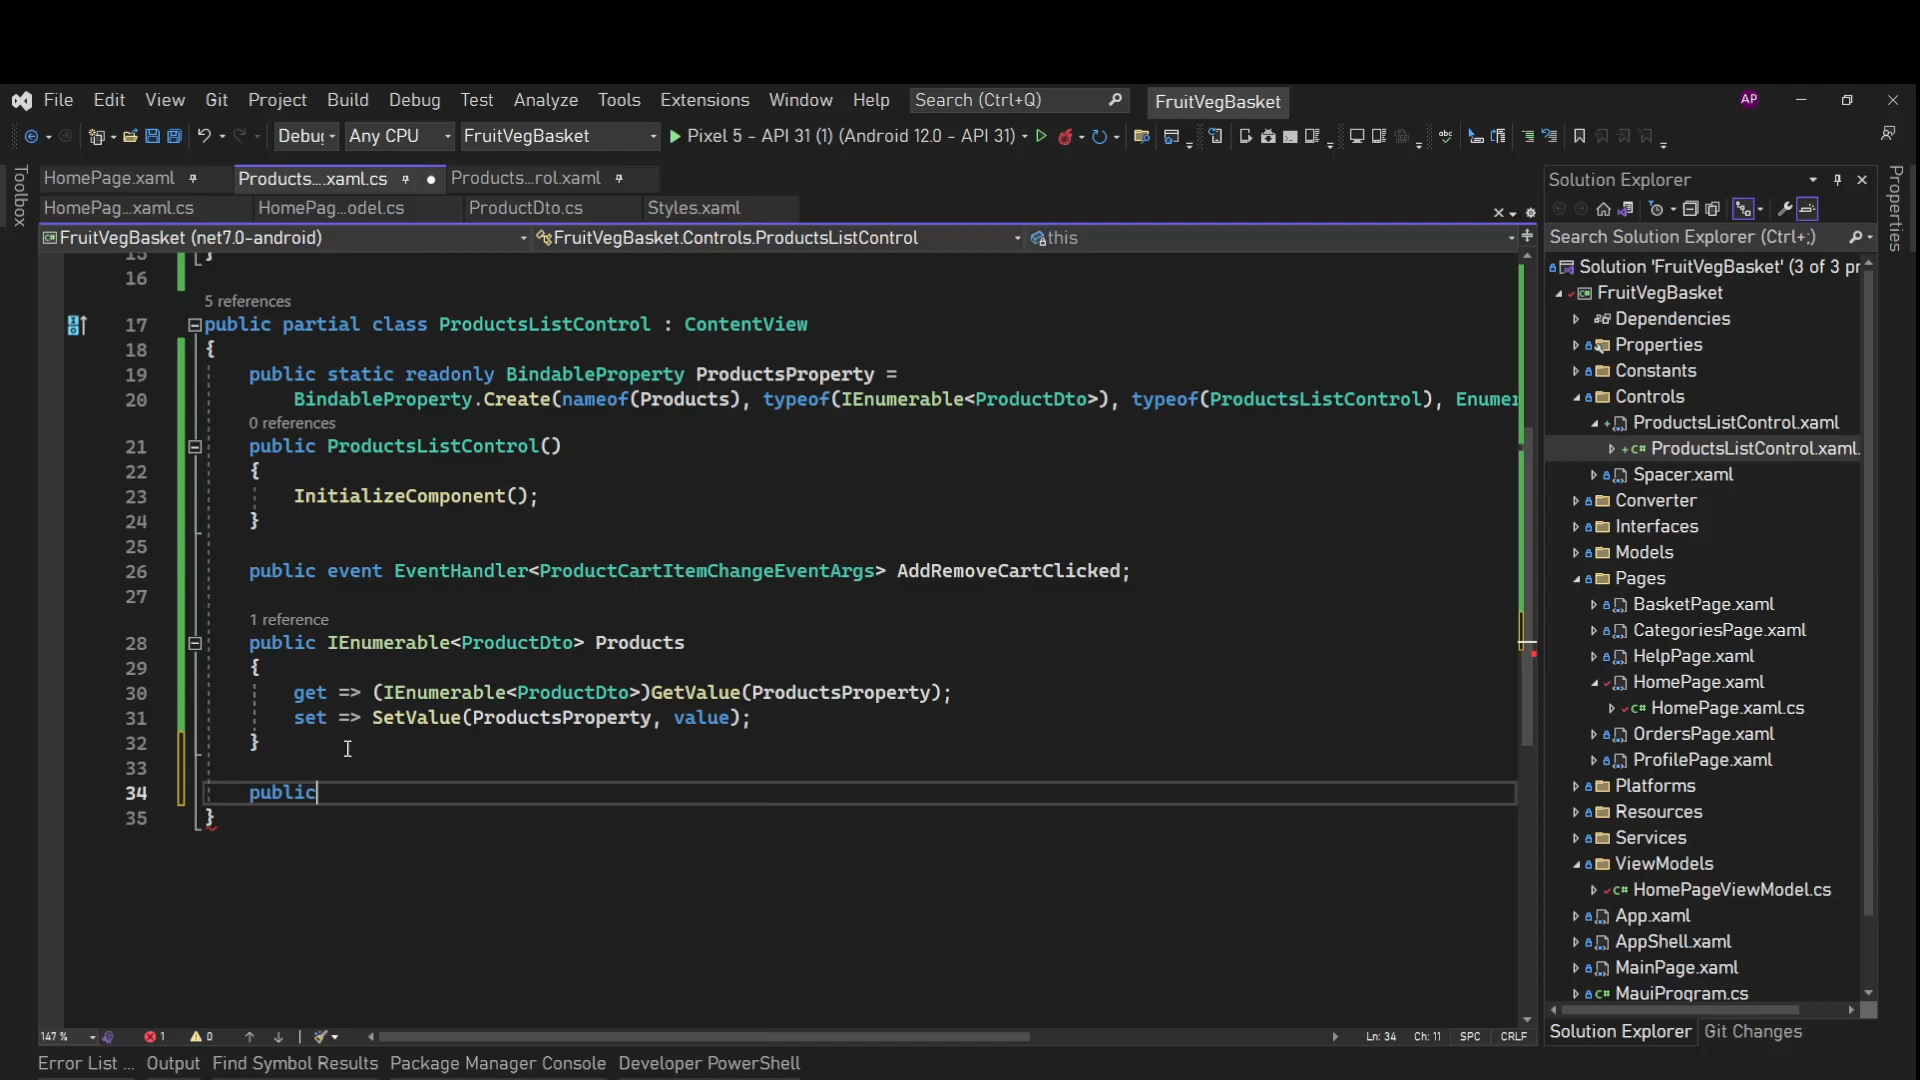 File Edit View Git Project Build Debug Test Analyze Tools Extensions Window Help Search (Ctrl+Q) FruitVegBasket AP
Debug Any CPU FruitVegBasket Pixel 5 - API 31 (1) (Android 12.0 - API 31)
Toolbox
HomePage.xaml Products....xaml.cs Products...rol.xaml
HomePag...xaml.cs HomePag...odel.cs ProductDto.cs Styles.xaml
FruitVegBasket (net7.0-android) FruitVegBasket.Controls.ProductsListControl this
15 }
16
5 references
17 public partial class ProductsListControl : ContentView
18 {
19 public static readonly BindableProperty ProductsProperty =
20 BindableProperty.Create(nameof(Products), typeof(IEnumerable<ProductDto>), typeof(ProductsListControl), Enumer
0 references
21 public ProductsListControl()
22 {
23 InitializeComponent();
24 }
25
26 public event EventHandler<ProductCartItemChangeEventArgs> AddRemoveCartClicked;
27
1 reference
28 public IEnumerable<ProductDto> Products
29 {
30 get => (IEnumerable<ProductDto>)GetValue(ProductsProperty);
31 set => SetValue(ProductsProperty, value);
32 }
33
34 public
35 }
147 % 1 0 Ln: 34 Ch: 11 SPC CRLF
Error List ... Output Find Symbol Results Package Manager Console Developer PowerShell
Solution Explorer
Search Solution Explorer (Ctrl+;)
Solution 'FruitVegBasket' (3 of 3 pr
FruitVegBasket
Dependencies
Properties
Constants
Controls
ProductsListControl.xaml
ProductsListControl.xaml.
Spacer.xaml
Converter
Interfaces
Models
Pages
BasketPage.xaml
CategoriesPage.xaml
HelpPage.xaml
HomePage.xaml
HomePage.xaml.cs
OrdersPage.xaml
ProfilePage.xaml
Platforms
Resources
Services
ViewModels
HomePageViewModel.cs
App.xaml
AppShell.xaml
MainPage.xaml
MauiProgram.cs
Solution Explorer Git Changes
Properties